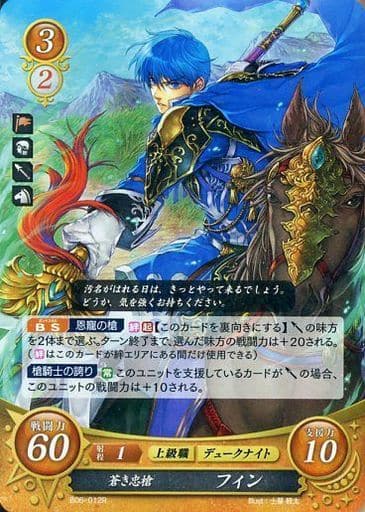 3
2
汚名がはれる日は、きっとやって来るでしょう。
どうか、気を強くお持ちください。
BS 恩寵の槍 絆 起 【このカードを裏向きにする】 の味方
を2体まで選ぶ。ターン終了まで、選んだ味方の戦闘力は+20される。
(絆はこのカードが絆エリアにある間だけ使用できる)
槍騎士の誇り 常 このユニットを支援しているカードが の場合、
このユニットの戦闘力は+10される。
戦闘力
60
射程 1
上級職 デュークナイト
支援力
10
蒼き忠槍 フィン
B06-012R
Illust: